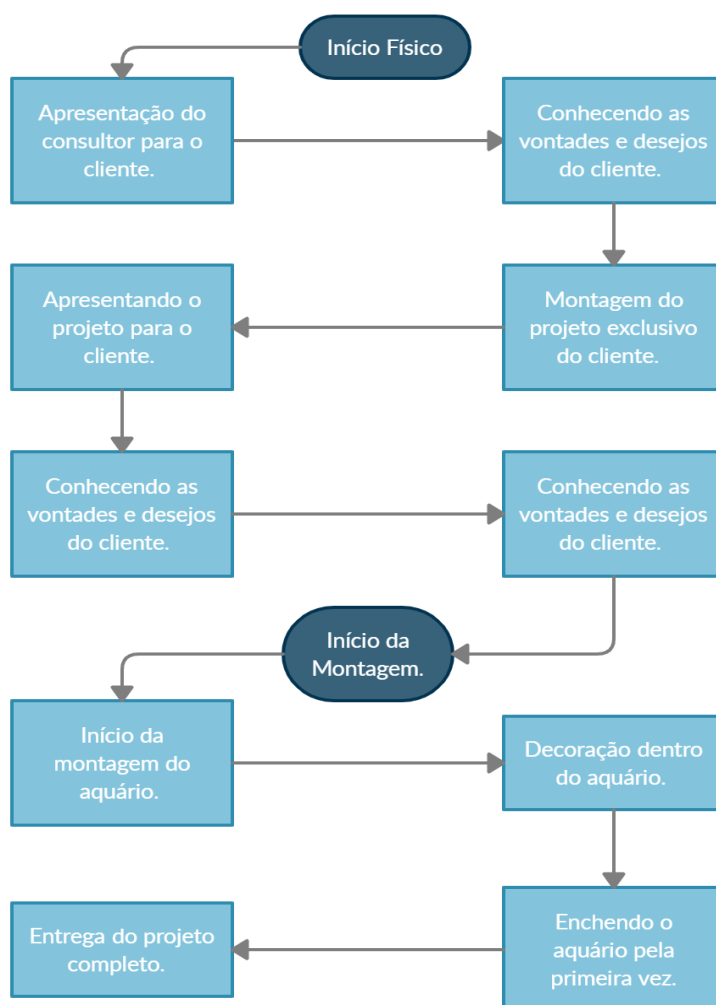 Início Físico
Apresentação do
consultor para o
cliente.
Conhecendo as
vontades e desejos
do cliente.
Montagem do
projeto exclusivo
do cliente.
Apresentando o
projeto para o
cliente.
Conhecendo as
vontades e desejos
do cliente.
Conhecendo as
vontades e desejos
do cliente.
Início da
Montagem.
Início da
montagem do
aquário.
Decoração dentro
do aquário.
Enchendo o
aquário pela
primeira vez.
Entrega do projeto
completo.